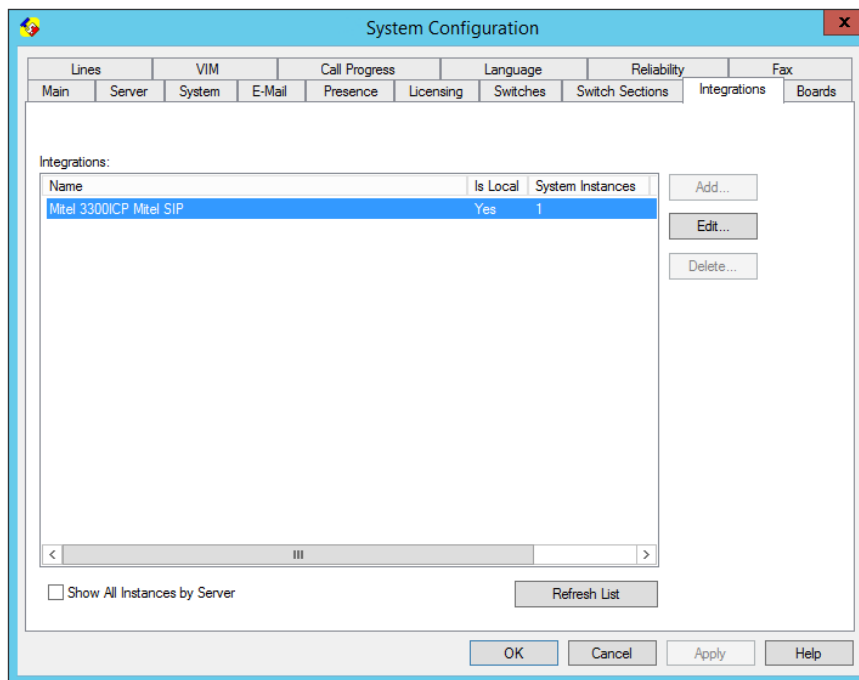 System Configuration
x
Lines VIM Call Progress Language Reliability Fax
Main Server System E-Mail Presence Licensing Switches Switch Sections Integrations Boards
Integrations:
Name Is Local System Instances
Add...
Mitel 3300ICP Mitel SIP Yes 1
Edit...
Delete...
Show All Instances by Server
Refresh List
OK Cancel Apply Help